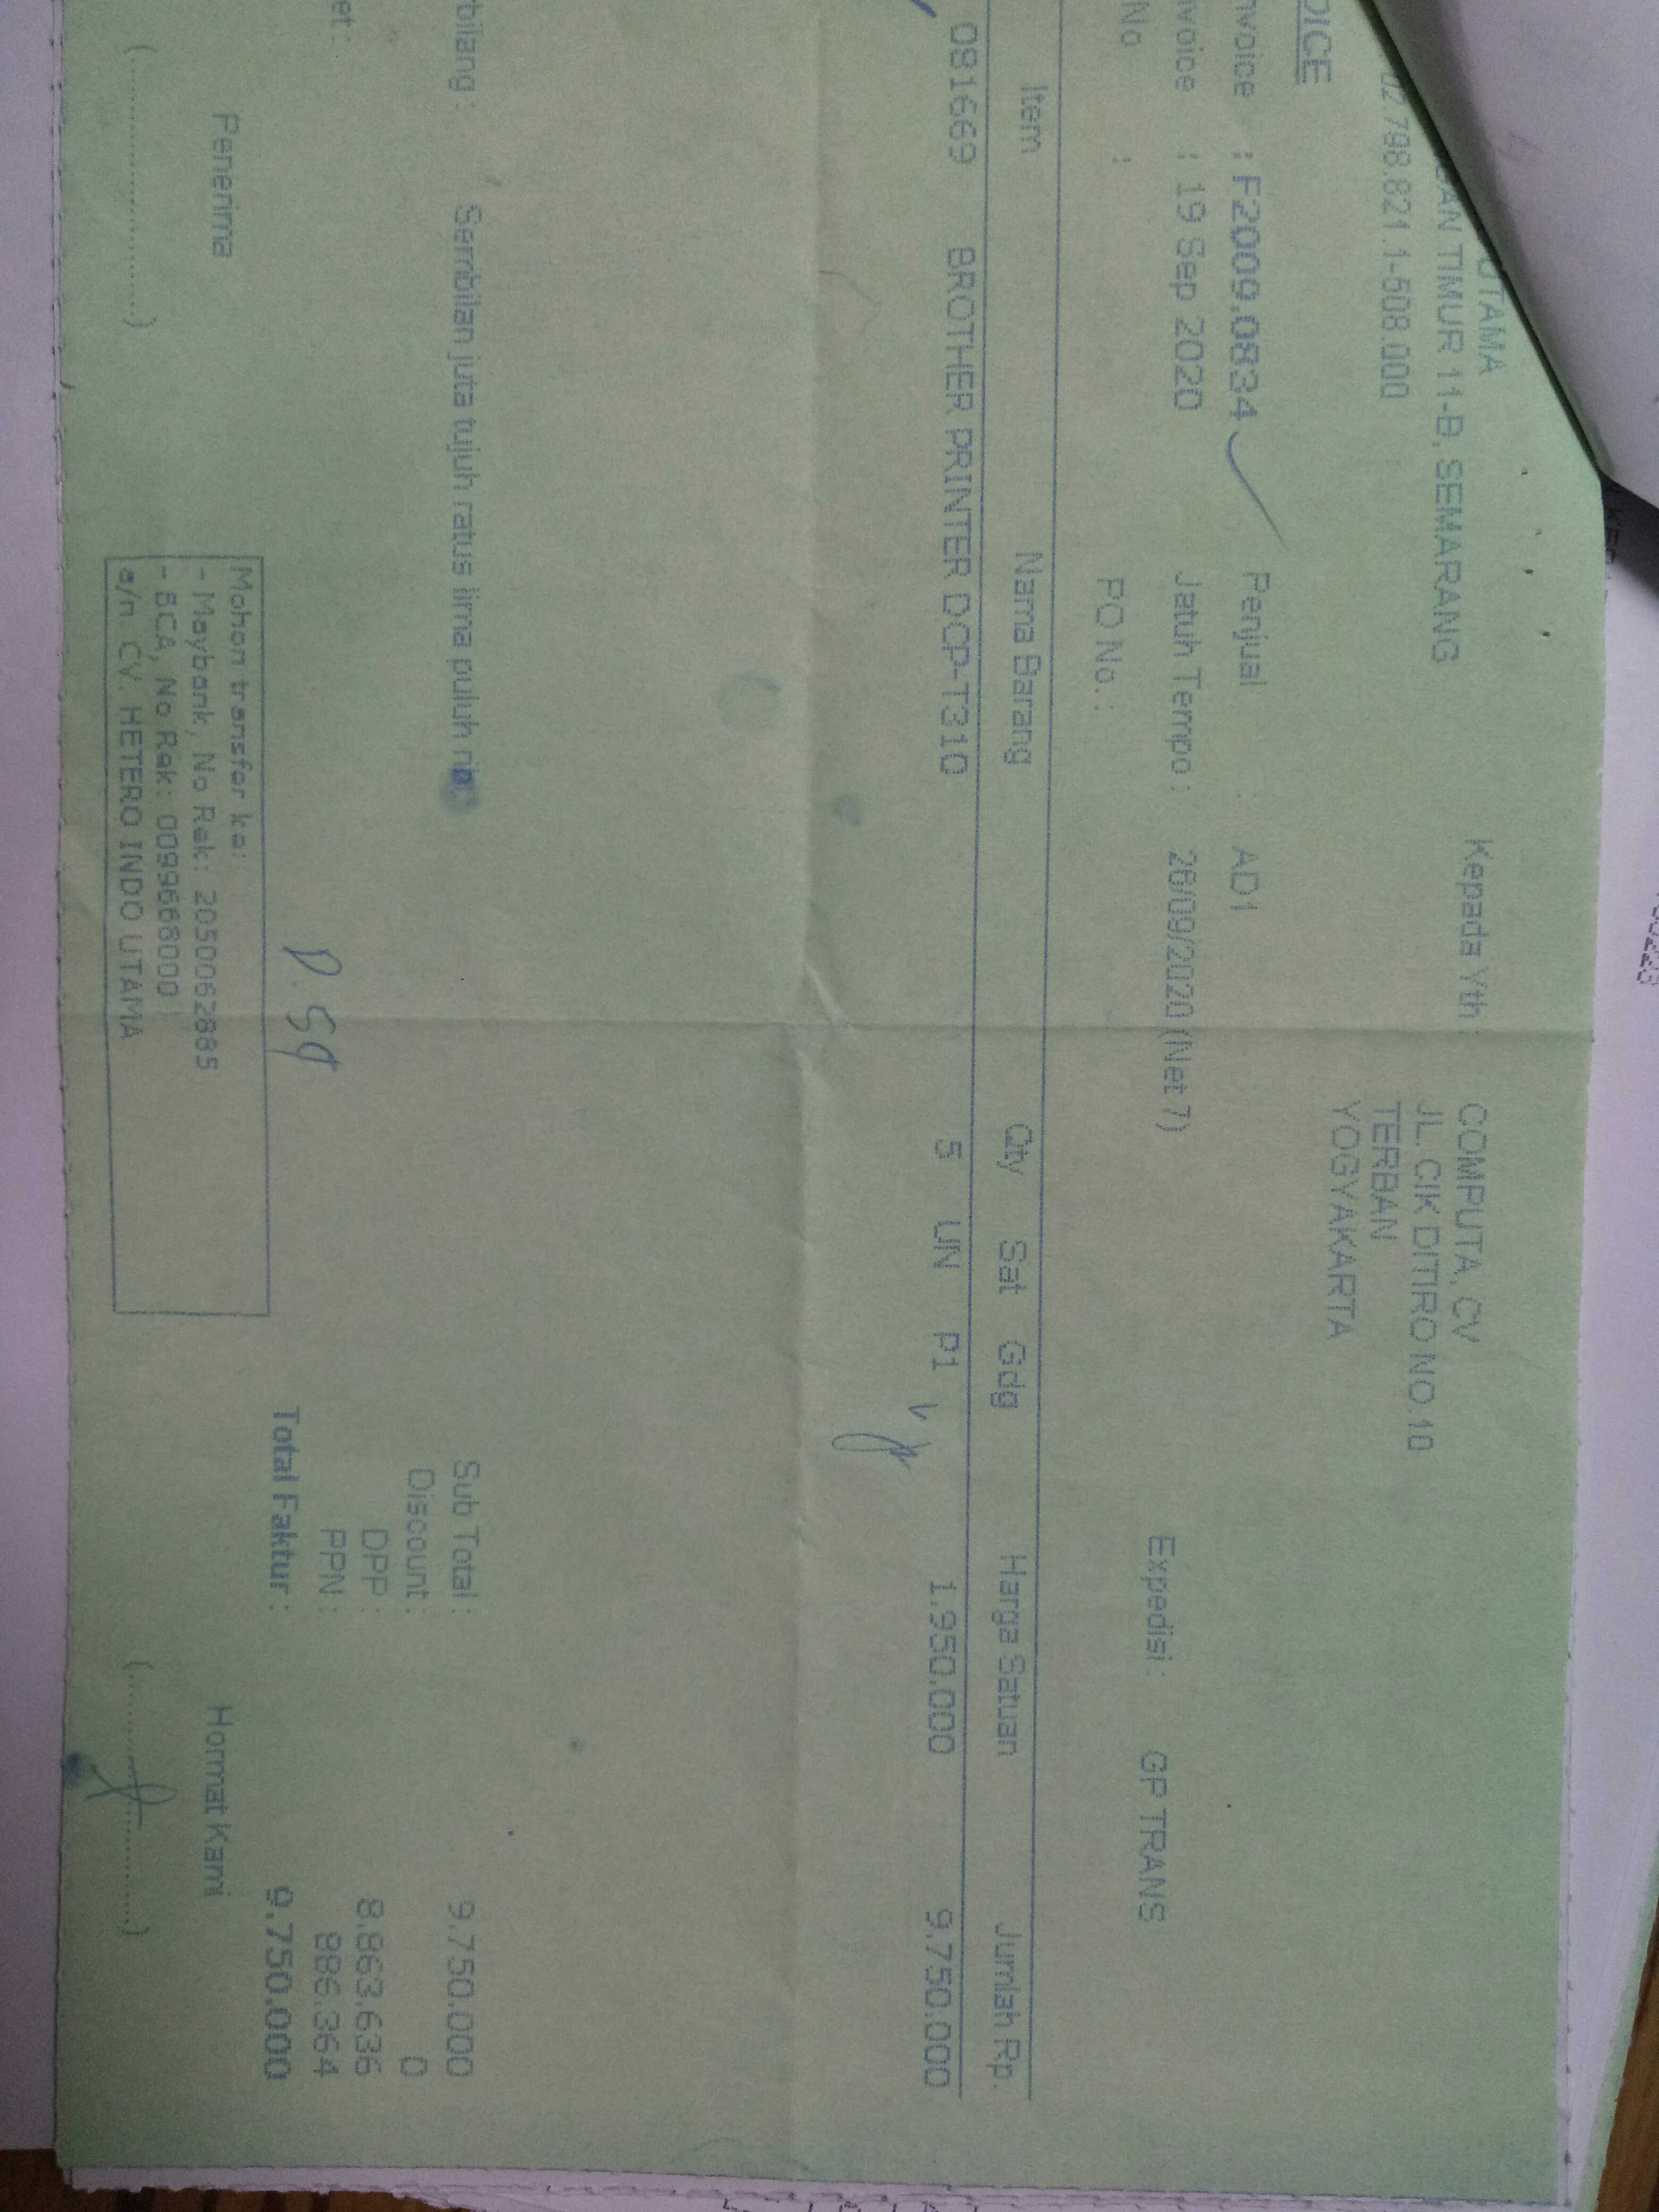 UTAMA
AN TIMUR 11-B, SEMARANG
02.788.821.1-508.000
Kepada Yth : COMPUTA, CV
JL. CIK DITIRO NO. 10
TERBAN
YOGYAKARTA
OICE
nvoice : F2009.0834 Penjual : ADI
nvoice : 19 Sep 2020 Jatuh Tempo : 26/09/2020 (Net 7) Expedisi : GP TRANS
No : PO No. :
Item Nama Barang Qty Sat Gdg Harga Satuan Jumlah Rp.
081669 BROTHER PRINTER DCP-T310 5 UN P1 1.950.000 9.750.000
bilang : Sembilan juta tujuh ratus lima puluh
Sub Total : 9.750.000
Discount : 0
DPP : 8.863.636
PPN : 886.364
Total Faktur : 9.750.000
et :
Penerima
(....................)
Mohon transfer ke:
- Maybank, No Rek: 2050062885
- BCA, No Rek: 0099668000
a/n CV. HETERO INDO UTAMA
Hormat Kami
(....................)